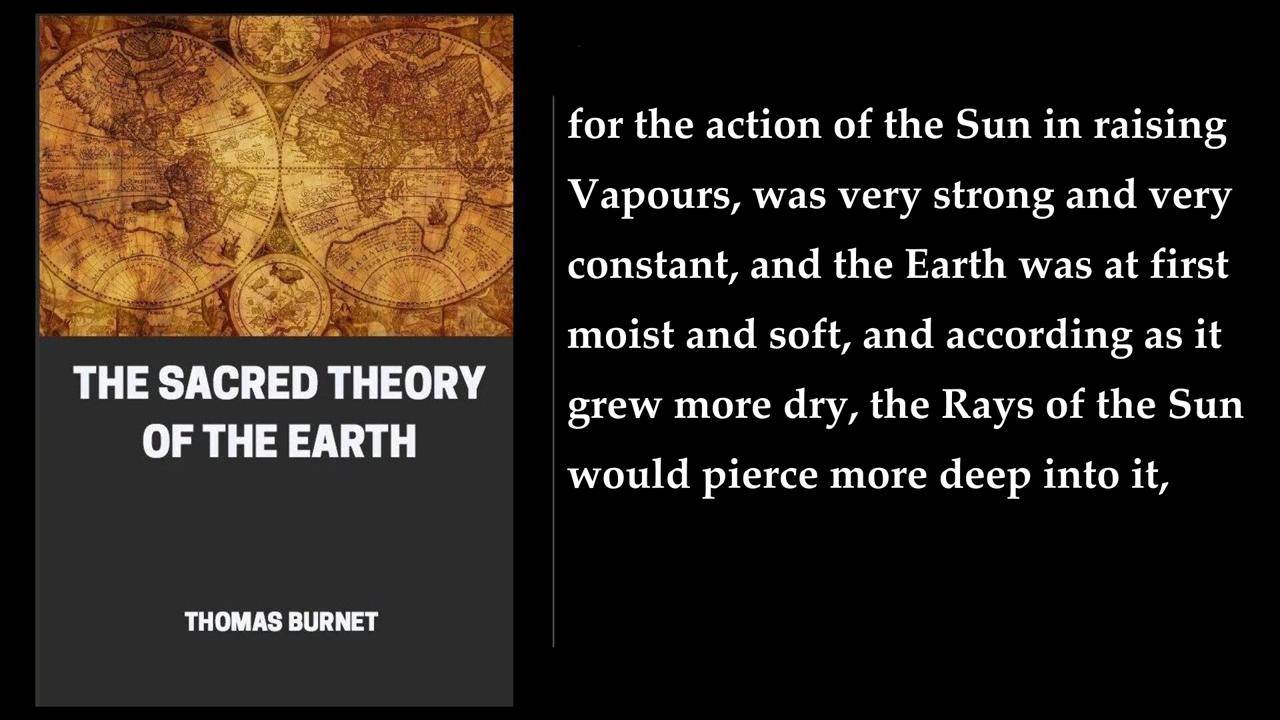 THE SACRED THEORY
OF THE EARTH
THOMAS BURNET
for the action of the Sun in raising
Vapours, was very strong and very
constant, and the Earth was at first
moist and soft, and according as it
grew more dry, the Rays of the Sun
would pierce more deep into it,